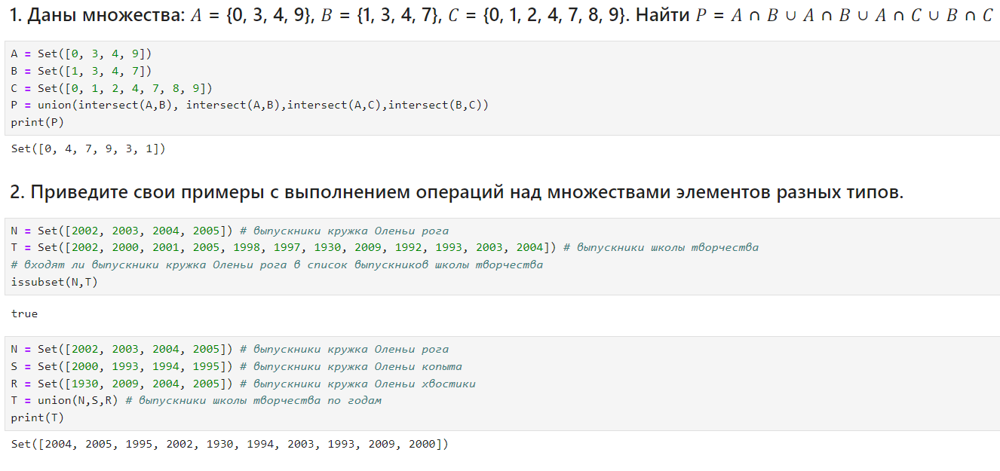 1. Даны множества: A = {0, 3, 4, 9}, B = {1, 3, 4, 7}, C = {0, 1, 2, 4, 7, 8, 9}. Найти P = A ∩ B ∪ A ∩ B ∪ A ∩ C ∪ B ∩ C
A = Set([0, 3, 4, 9])
B = Set([1, 3, 4, 7])
C = Set([0, 1, 2, 4, 7, 8, 9])
P = union(intersect(A,B), intersect(A,B),intersect(A,C),intersect(B,C))
print(P)
Set([0, 4, 7, 9, 3, 1])
2. Приведите свои примеры с выполнением операций над множествами элементов разных типов.
N = Set([2002, 2003, 2004, 2005]) # выпускники кружка Оленьи рога
T = Set([2002, 2000, 2001, 2005, 1998, 1997, 1930, 2009, 1992, 1993, 2003, 2004]) # выпускники школы творчества
# входят ли выпускники кружка Оленьи рога в список выпускников школы творчества
issubset(N,T)
true
N = Set([2002, 2003, 2004, 2005]) # выпускники кружка Оленьи рога
S = Set([2000, 1993, 1994, 1995]) # выпускники кружка Оленьи копыта
R = Set([1930, 2009, 2004, 2005]) # выпускники кружка Оленьи хвостики
T = union(N,S,R) # выпускники школы творчества по годам
print(T)
Set([2004, 2005, 1995, 2002, 1930, 1994, 2003, 1993, 2009, 2000])